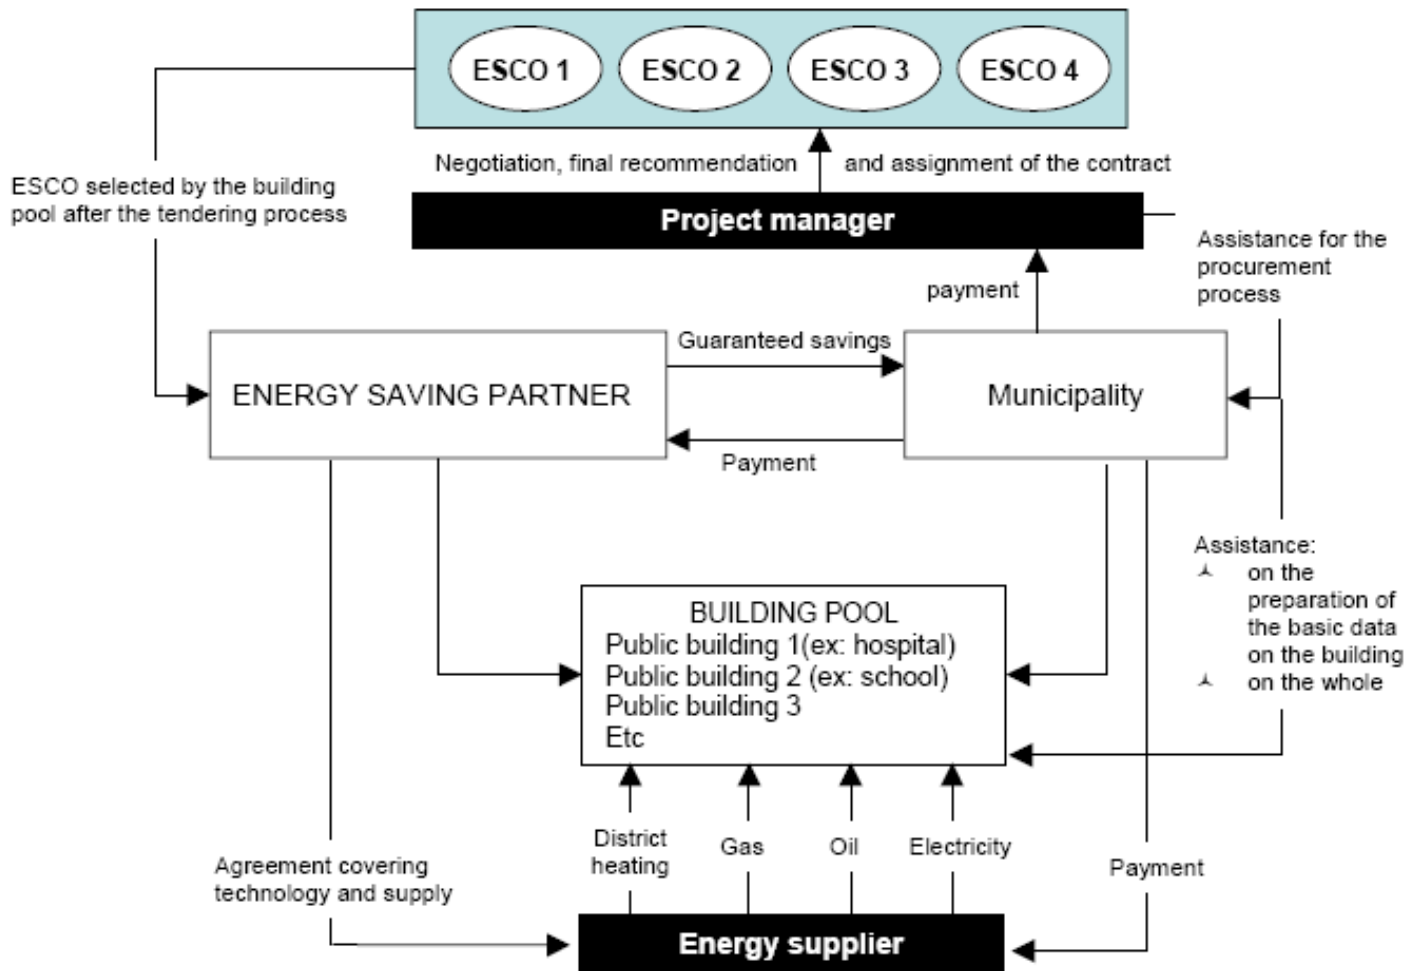 ESCO 1 ESCO 2 ESCO 3 ESCO 4
Negotiation, final recommendation and assignment of the contract
ESCO selected by the building
pool after the tendering process
Project manager
Assistance for the
procurement
process
payment
Guaranteed savings
ENERGY SAVING PARTNER
Municipality
Payment
Assistance:
on the
preparation of
the basic data
on the building
on the whole
BUILDING POOL
Public building 1(ex: hospital)
Public building 2 (ex: school)
Public building 3
Etc
District
heating
Gas
Oil
Electricity
Agreement covering
technology and supply
Payment
Energy supplier